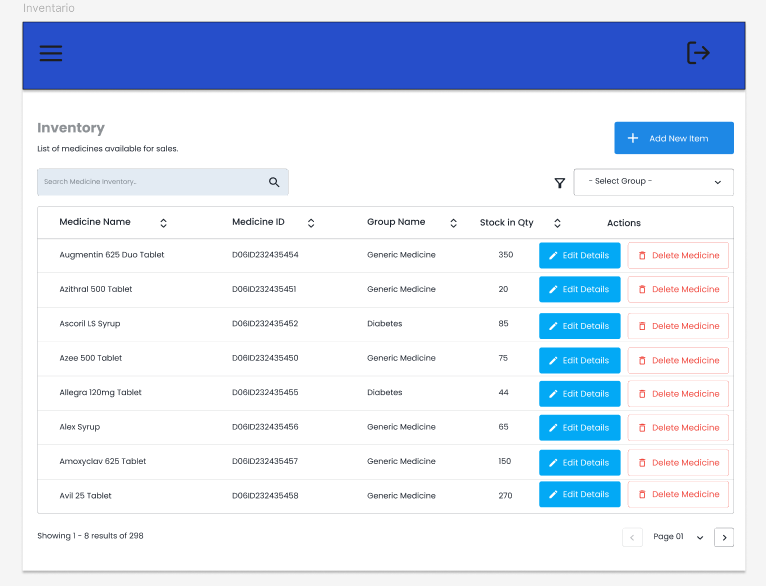 Inventario
Inventory
List of medicines available for sales.
Add New Item
Search Medicine Inventory..
- Select Group -
Medicine Name Medicine ID Group Name Stock in Qty Actions
Augmentin 625 Duo Tablet D06ID232435454 Generic Medicine 350 Edit Details Delete Medicine
Azithral 500 Tablet D06ID232435451 Generic Medicine 20 Edit Details Delete Medicine
Ascoril LS Syrup D06ID232435452 Diabetes 85 Edit Details Delete Medicine
Azee 500 Tablet D06ID232435450 Generic Medicine 75 Edit Details Delete Medicine
Allegra 120mg Tablet D06ID232435455 Diabetes 44 Edit Details Delete Medicine
Alex Syrup D06ID232435456 Generic Medicine 65 Edit Details Delete Medicine
Amoxyclav 625 Tablet D06ID232435457 Generic Medicine 150 Edit Details Delete Medicine
Avil 25 Tablet D06ID232435458 Generic Medicine 270 Edit Details Delete Medicine
Showing 1 - 8 results of 298
Page 01